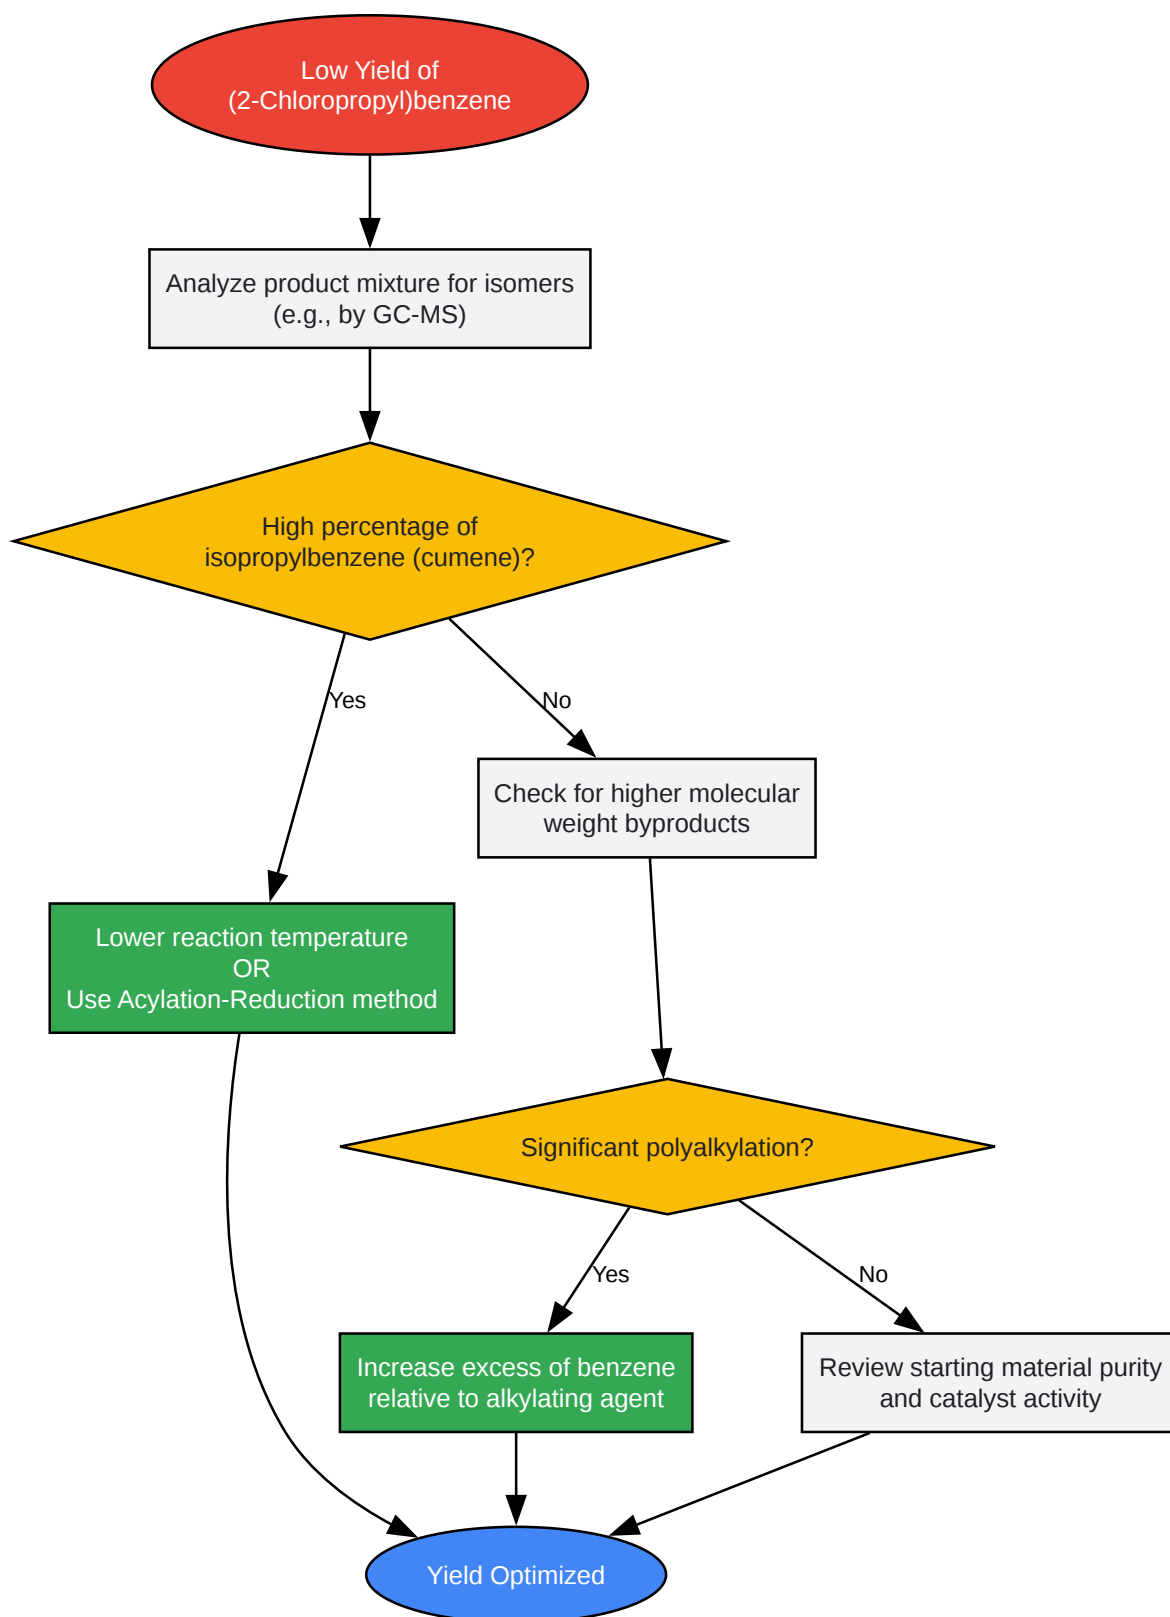 Low Yield of
(2-Chloropropyl)benzene
Analyze product mixture for isomers
(e.g., by GC-MS)
High percentage of
isopropylbenzene (cumene)?
Yes
No
Check for higher molecular
weight byproducts
Lower reaction temperature
OR
Use Acylation-Reduction method
Significant polyalkylation?
Yes
No
Increase excess of benzene
relative to alkylating agent
Review starting material purity
and catalyst activity
Yield Optimized